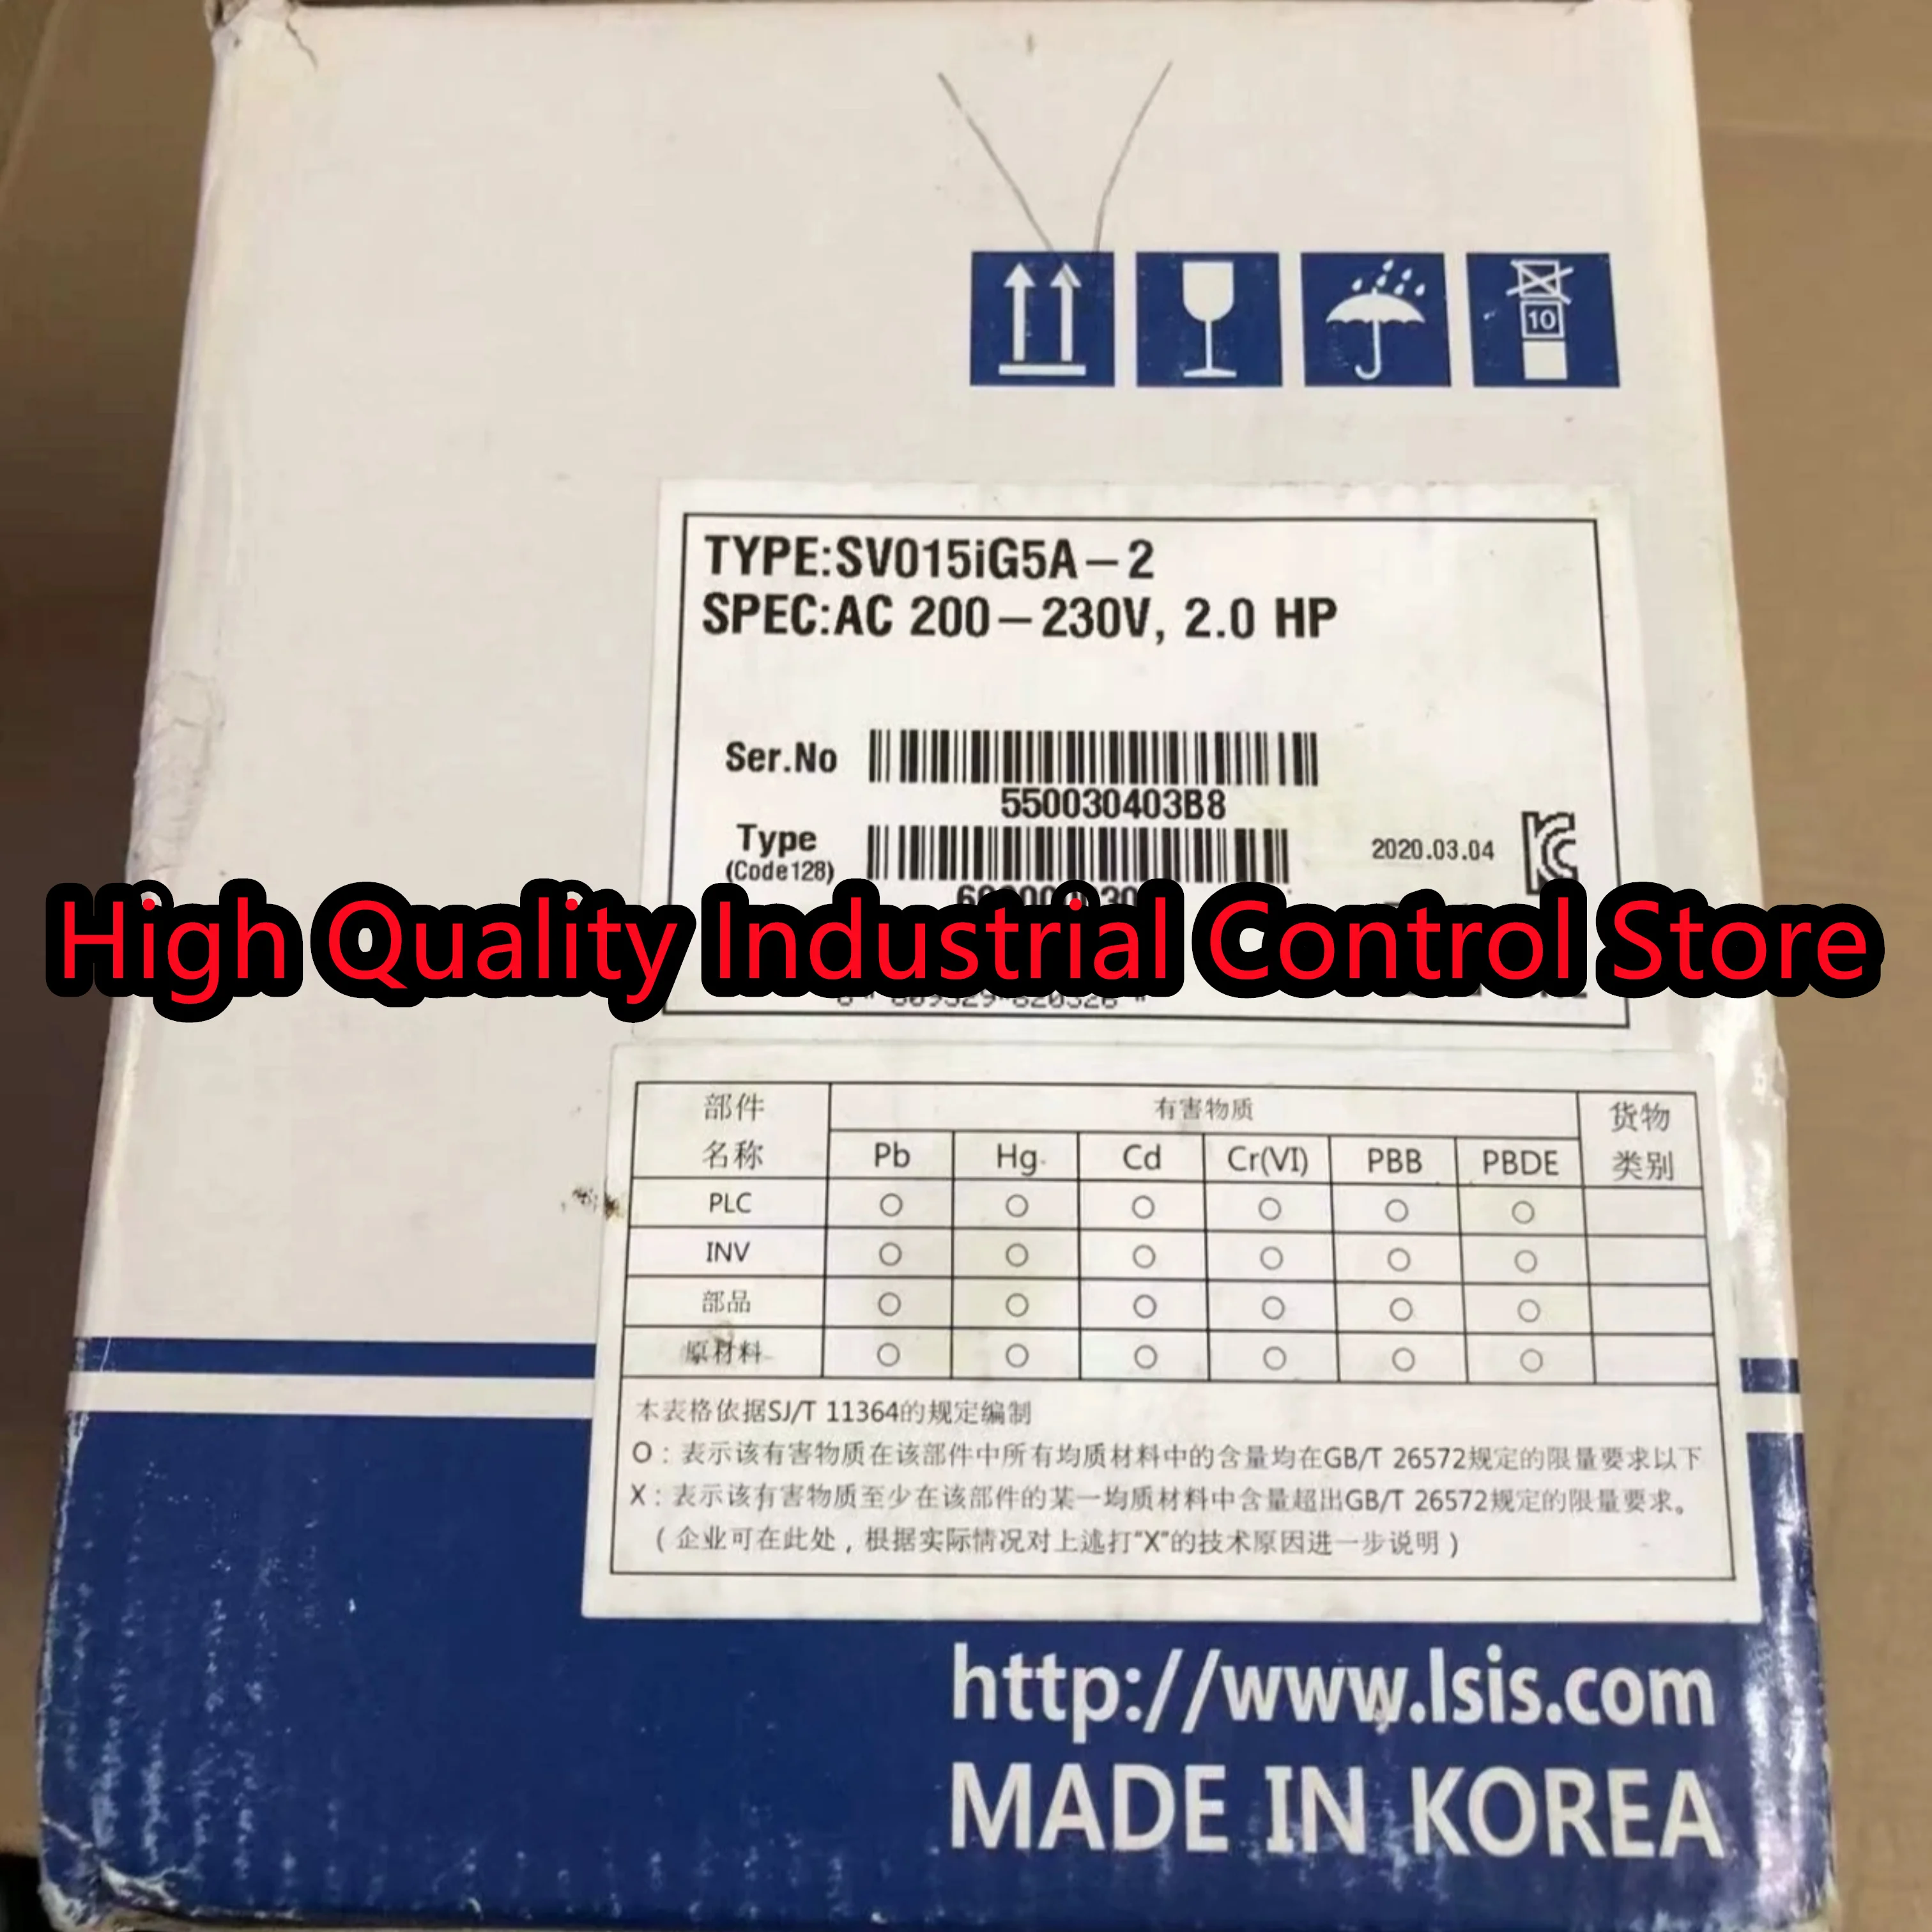 10
TYPE:SV015iG5A-2
SPEC:AC 200-230V, 2.0 HP
Ser.No
550030403B8
Type
(Code128)
2020.03.04
High Quality Industrial Control Store
部件 名称
有害物质
货物 类别
Pb Hg Cd Cr(VI) PBB PBDE
PLC ○ ○ ○ ○ ○ ○
INV ○ ○ ○ ○ ○ ○
部品 ○ ○ ○ ○ ○ ○
原材料 ○ ○ ○ ○ ○ ○
本表格依据SJ/T 11364的规定编制
O：表示该有害物质在该部件中所有均质材料中的含量均在GB/T 26572规定的限量要求以下
X：表示该有害物质至少在该部件的某一均质材料中含量超出GB/T 26572规定的限量要求。
（企业可在此处，根据实际情况对上述打"X"的技术原因进一步说明）
http://www.lsis.com
MADE IN KOREA